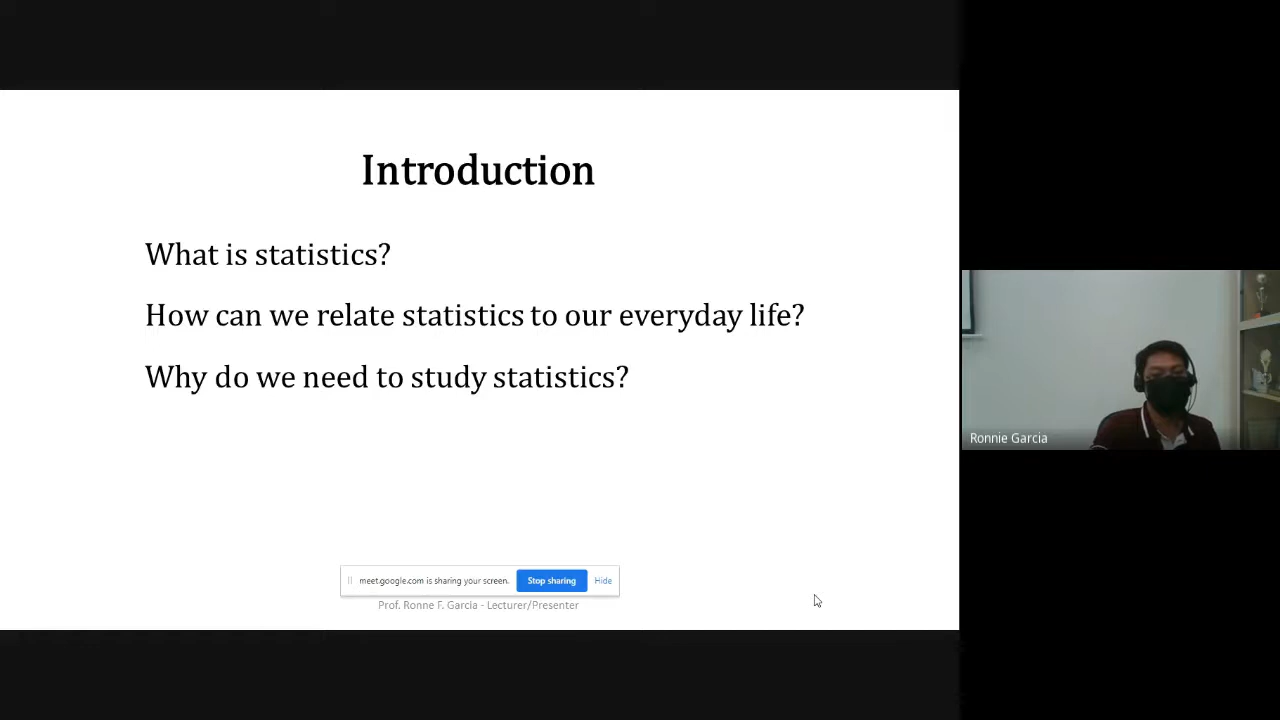 Introduction
What is statistics?
How can we relate statistics to our everyday life?
Why do we need to study statistics?
Ronnie Garcia
meet.google.com is sharing your screen.
Stop sharing
Hide
Prof. Ronne F. Garcia - Lecturer/Presenter